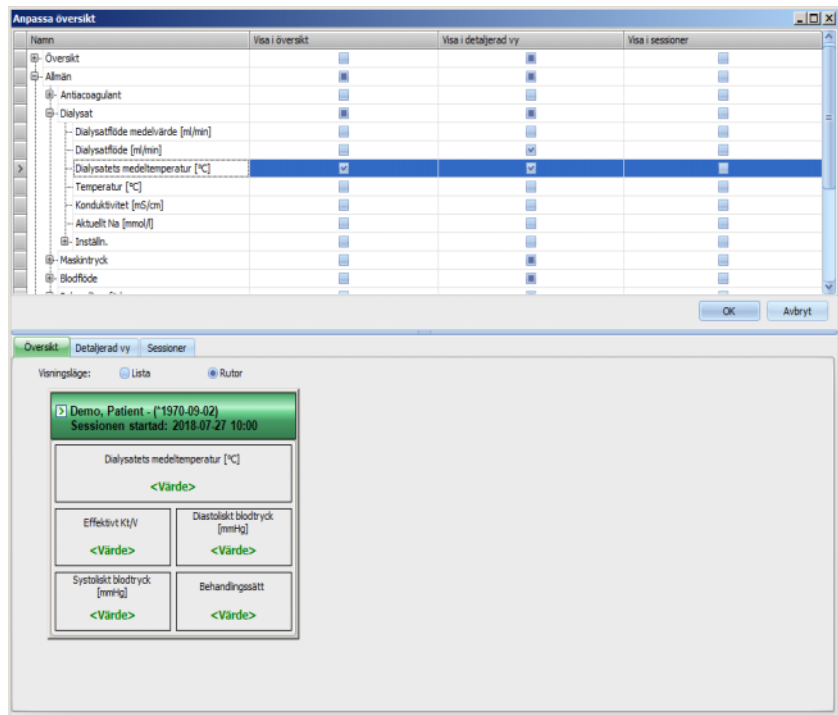 Anpassa översikt
Namn Visa i översikt Visa i detaljerad vy Visa i sessioner
Översikt
Allmän
Antiacoagulant
Dialysat
Dialysatflöde medelvärde [ml/min]
Dialysatflöde [ml/min]
Dialysatets medeltemperatur [°C]
Temperatur [°C]
Konduktivitet [mS/cm]
Aktuellt Na [mmol/l]
Inställn.
Maskintryck
Blodflöde
OK Avbryt
Översikt Detaljerad vy Sessioner
Visningsläge: Lista Rutor
Demo, Patient - (*1970-09-02)
Sessionen startad: 2018-07-27 10:00
Dialysatets medeltemperatur [°C]
<Värde>
Effektivt Kt/V
<Värde>
Diastoliskt blodtryck
[mmHg]
<Värde>
Systoliskt blodtryck
[mmHg]
<Värde>
Behandlingssätt
<Värde>